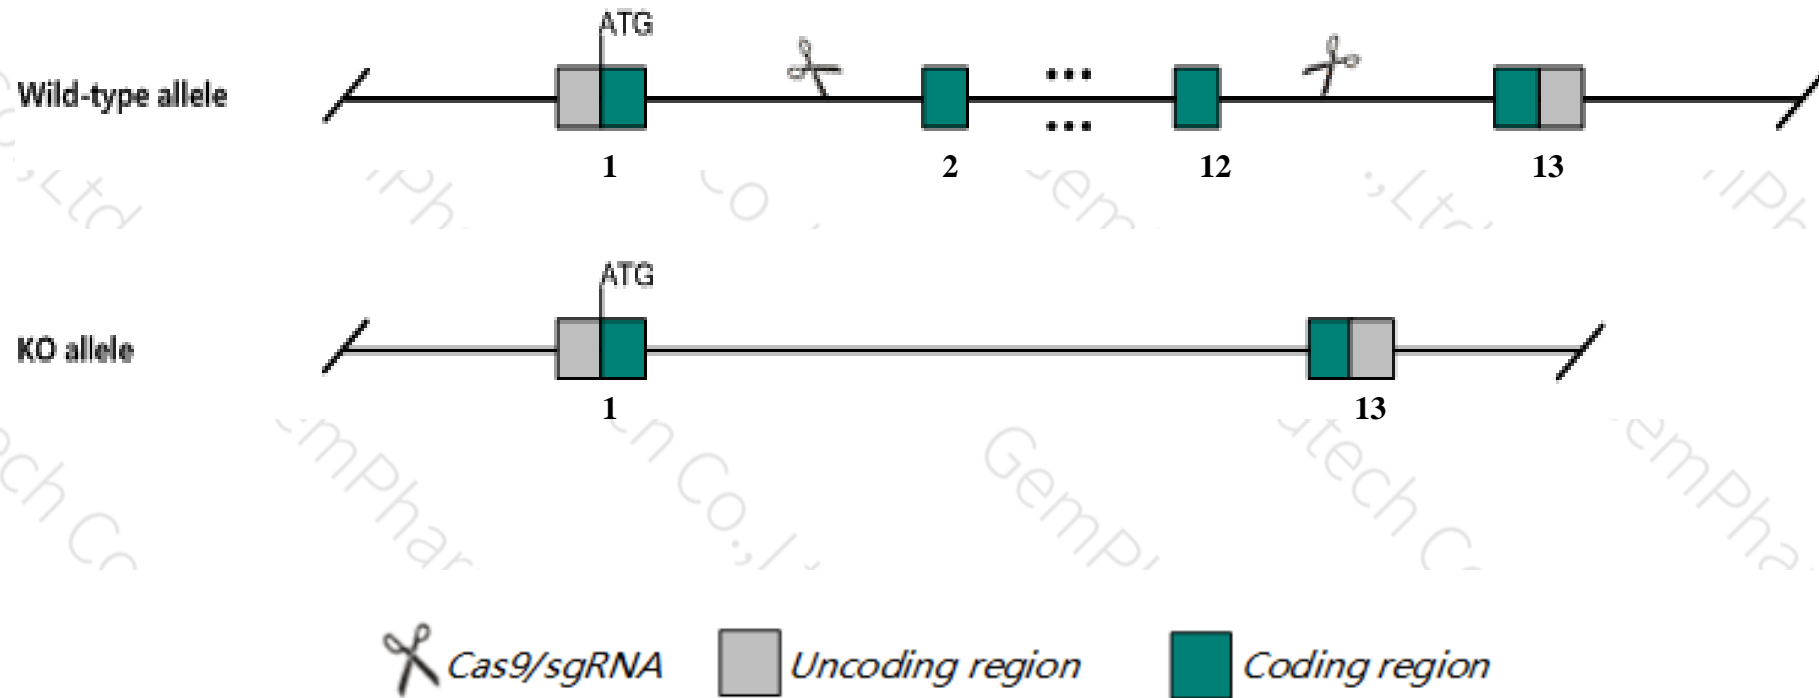 ATG
Wild-type allele
... 
...
1 2 12 13
ATG
KO allele
1 13
GemPh
Cas9/sgRNA Uncoding region Coding region